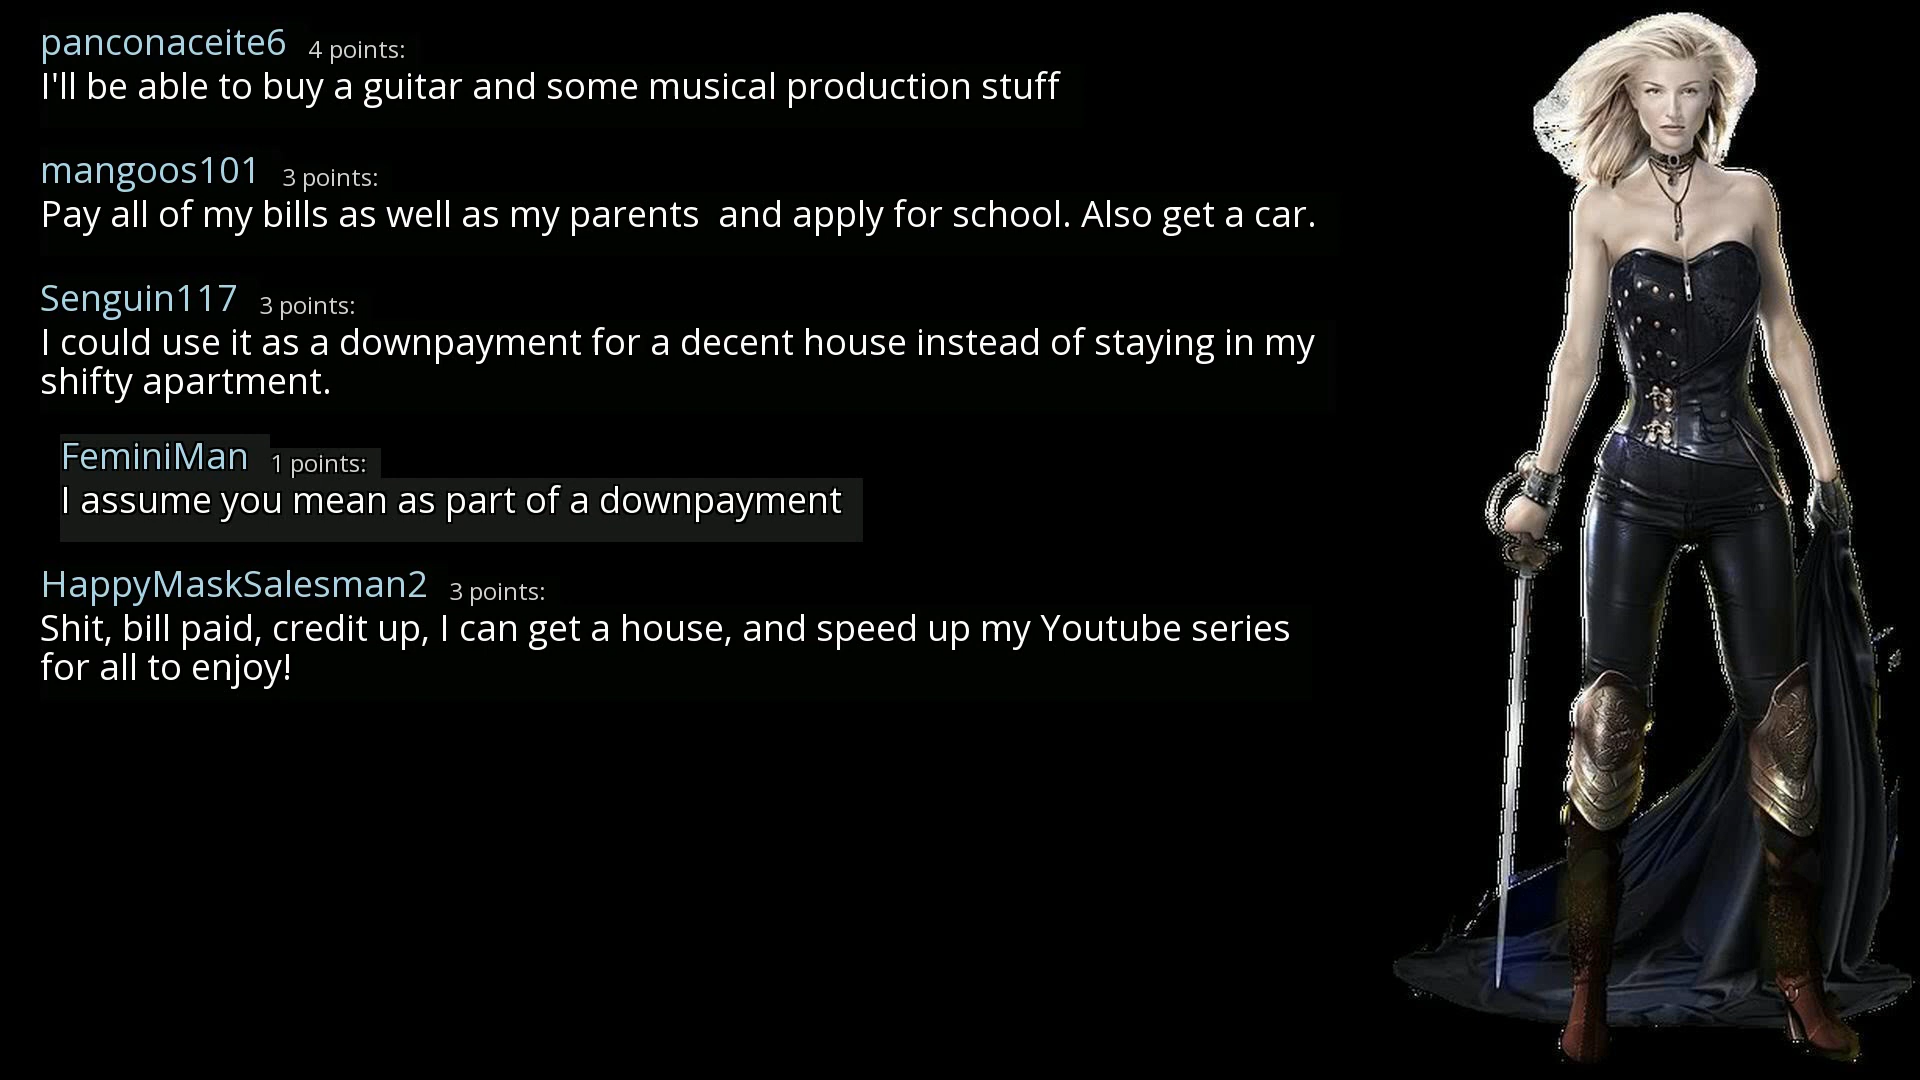 panconaceite6 4 points:
I'll be able to buy a guitar and some musical production stuff
mangoos101 3 points:
Pay all of my bills as well as my parents  and apply for school. Also get a car.
Senguin117 3 points:
I could use it as a downpayment for a decent house instead of staying in my
shifty apartment.
FeminiMan 1 points:
I assume you mean as part of a downpayment
HappyMaskSalesman2 3 points:
Shit, bill paid, credit up, I can get a house, and speed up my Youtube series
for all to enjoy!